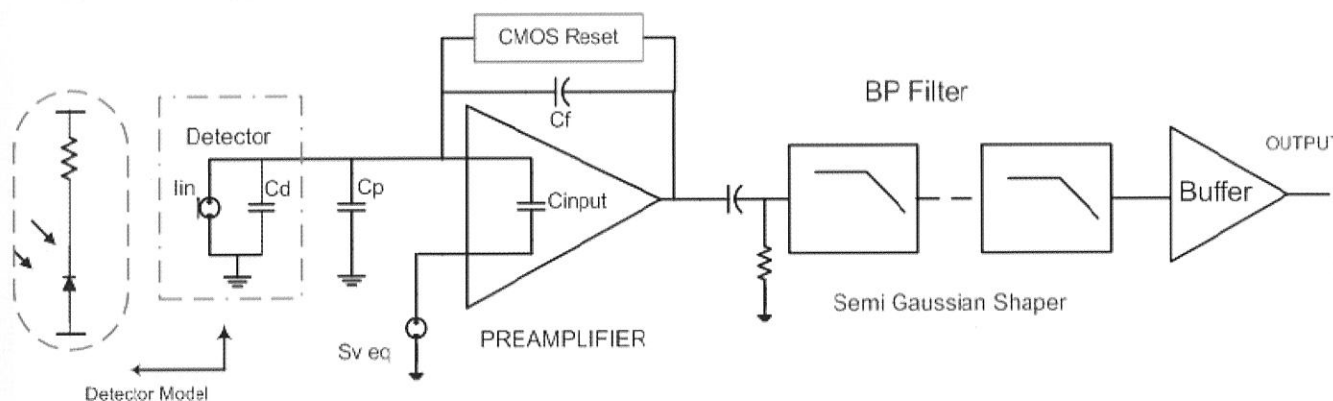 CMOS Reset
Cf
BP Filter
Detector
OUTPUT
Iin
Cd
Cp
Cinput
Buffer
Semi Gaussian Shaper
PREAMPLIFIER
Sv eq
Detector Model